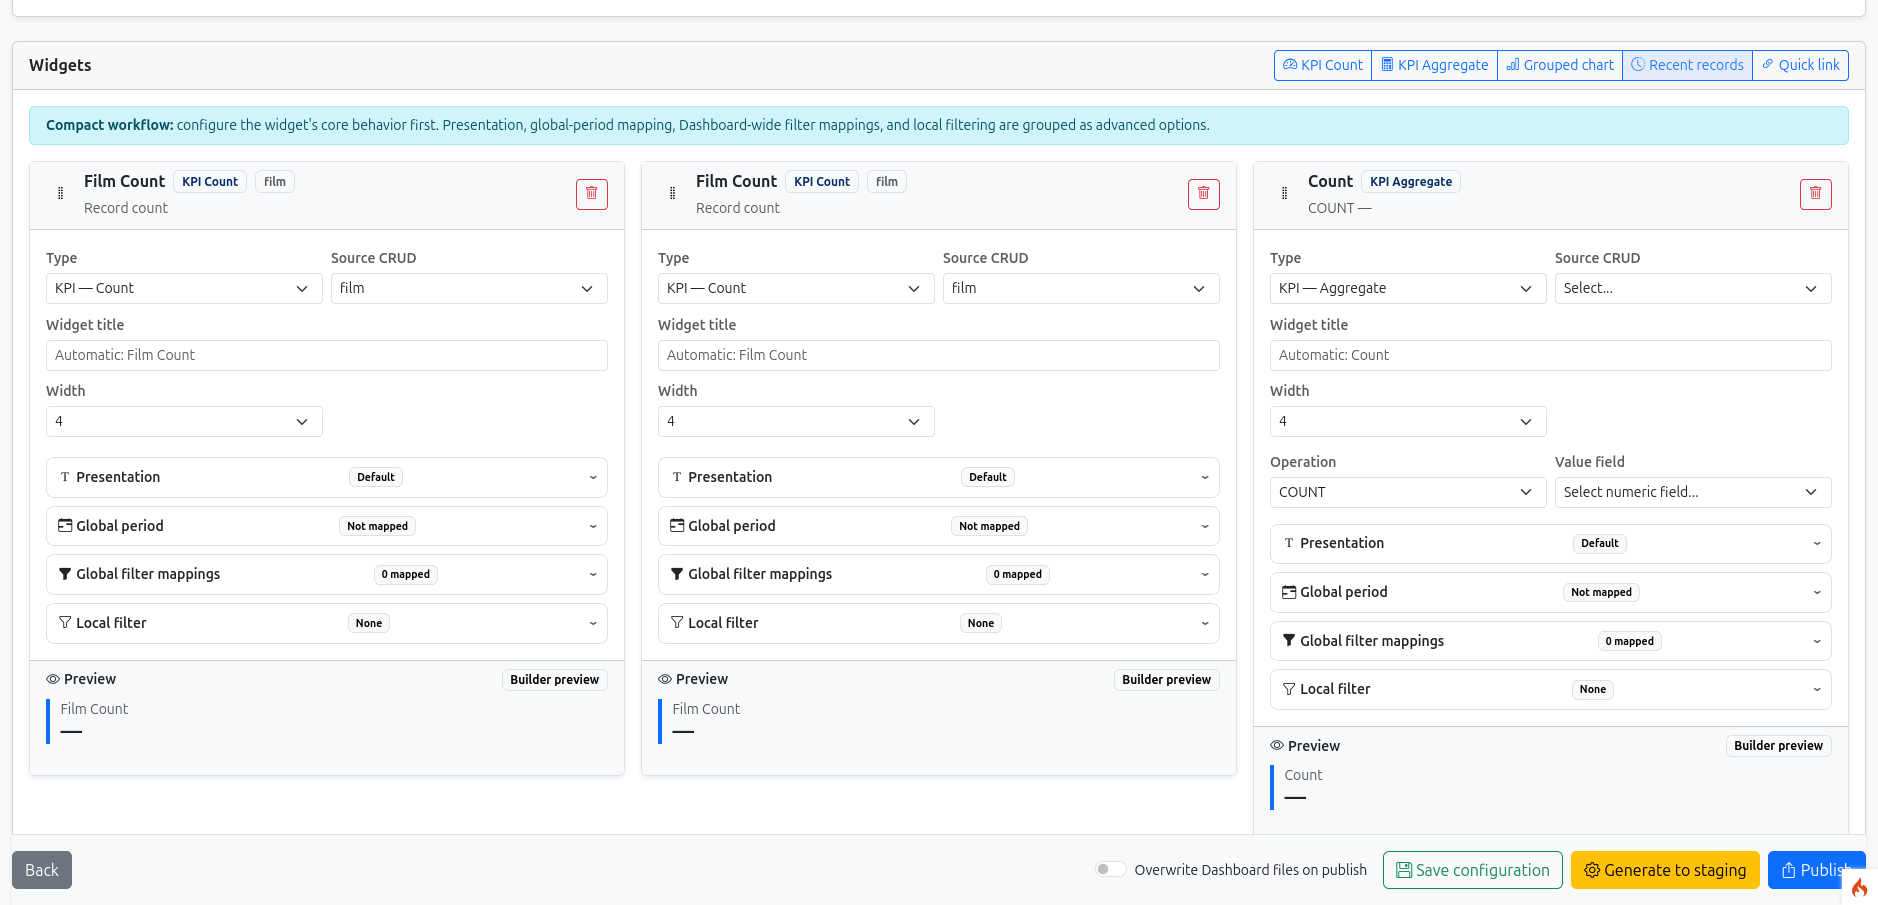 Widgets
KPI Count
KPI Aggregate
Grouped chart
Recent records
Quick link
Compact workflow: configure the widget's core behavior first. Presentation, global-period mapping, Dashboard-wide filter mappings, and local filtering are grouped as advanced options.
Film Count KPI Count film
Record count
Type Source CRUD
KPI — Count film
Widget title
Automatic: Film Count
Width
4
Presentation Default
Global period Not mapped
Global filter mappings 0 mapped
Local filter None
Preview Builder preview
Film Count
—
Film Count KPI Count film
Record count
Type Source CRUD
KPI — Count film
Widget title
Automatic: Film Count
Width
4
Presentation Default
Global period Not mapped
Global filter mappings 0 mapped
Local filter None
Preview Builder preview
Film Count
—
Count KPI Aggregate
COUNT —
Type Source CRUD
KPI — Aggregate Select...
Widget title
Automatic: Count
Width
4
Operation Value field
COUNT Select numeric field...
Presentation Default
Global period Not mapped
Global filter mappings 0 mapped
Local filter None
Preview Builder preview
Count
—
Back
Overwrite Dashboard files on publish
Save configuration
Generate to staging
Publish